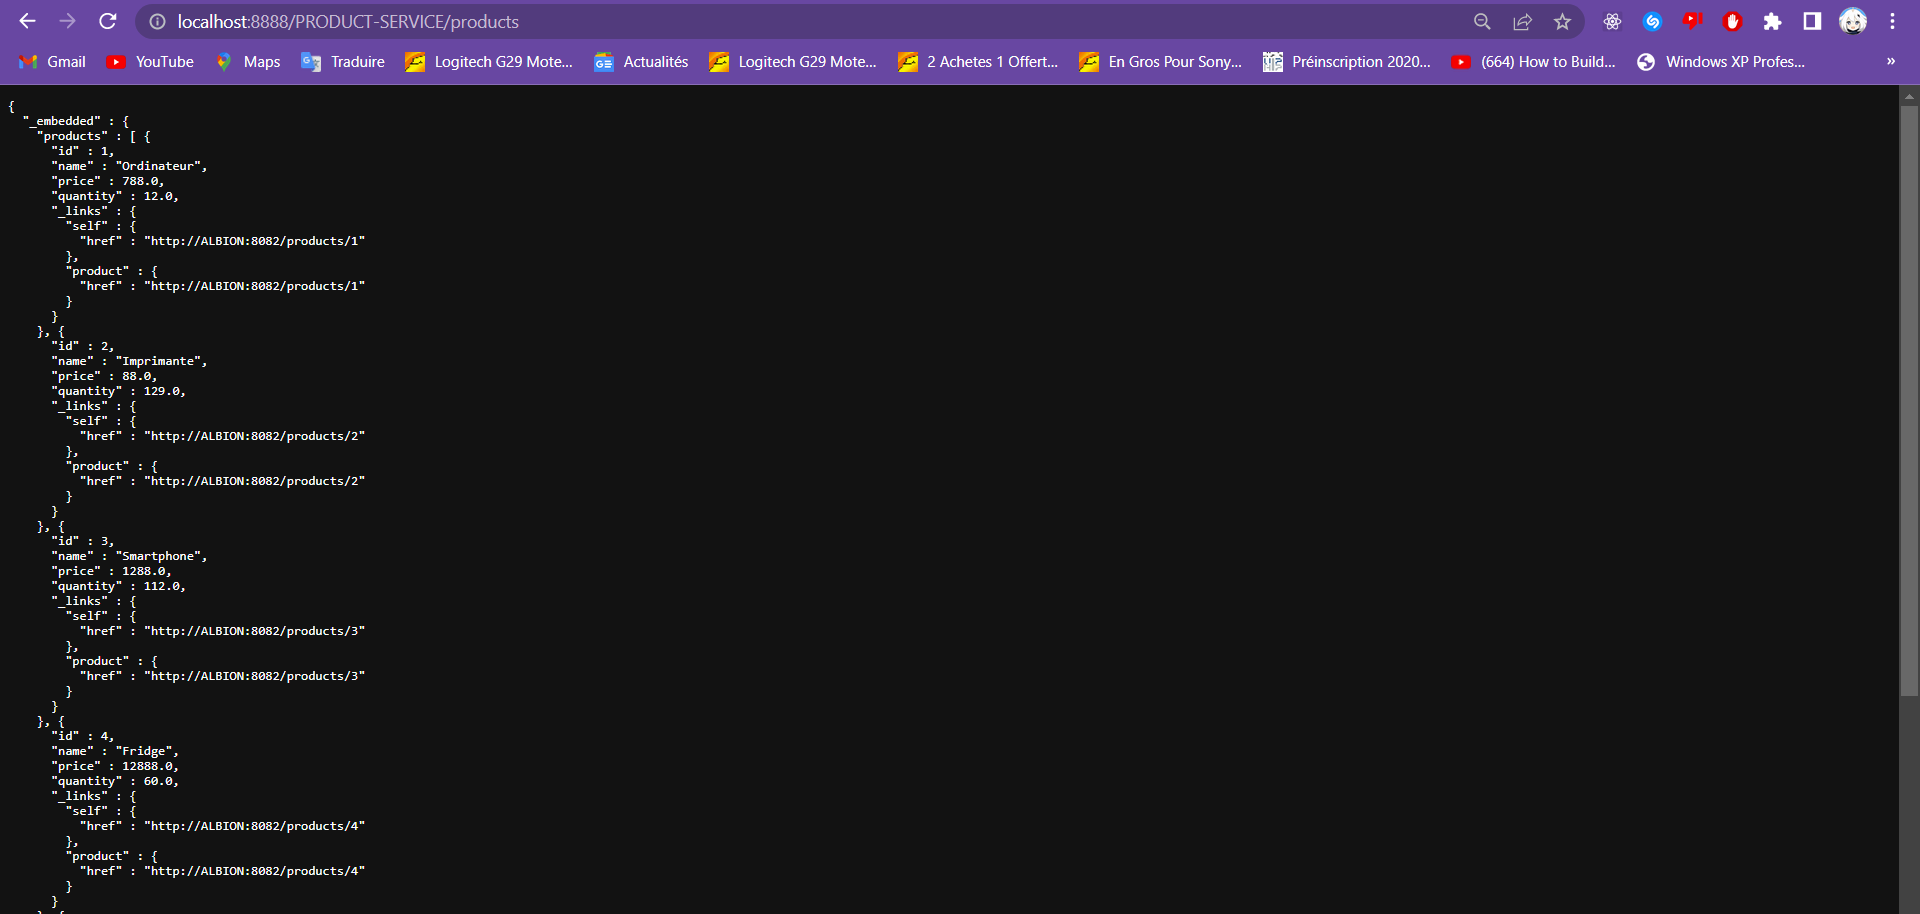 localhost:8888/PRODUCT-SERVICE/products
Gmail YouTube Maps Traduire Logitech G29 Mote... Actualités Logitech G29 Mote... 2 Achetes 1 Offert... En Gros Pour Sony... Préinscription 2020... (664) How to Build... Windows XP Profes... »
{
  "_embedded" : {
    "products" : [ {
      "id" : 1,
      "name" : "Ordinateur",
      "price" : 788.0,
      "quantity" : 12.0,
      "_links" : {
        "self" : {
          "href" : "http://ALBION:8082/products/1"
        },
        "product" : {
          "href" : "http://ALBION:8082/products/1"
        }
      }
    }, {
      "id" : 2,
      "name" : "Imprimante",
      "price" : 88.0,
      "quantity" : 129.0,
      "_links" : {
        "self" : {
          "href" : "http://ALBION:8082/products/2"
        },
        "product" : {
          "href" : "http://ALBION:8082/products/2"
        }
      }
    }, {
      "id" : 3,
      "name" : "Smartphone",
      "price" : 1288.0,
      "quantity" : 112.0,
      "_links" : {
        "self" : {
          "href" : "http://ALBION:8082/products/3"
        },
        "product" : {
          "href" : "http://ALBION:8082/products/3"
        }
      }
    }, {
      "id" : 4,
      "name" : "Fridge",
      "price" : 12888.0,
      "quantity" : 60.0,
      "_links" : {
        "self" : {
          "href" : "http://ALBION:8082/products/4"
        },
        "product" : {
          "href" : "http://ALBION:8082/products/4"
        }
      }
    }, {